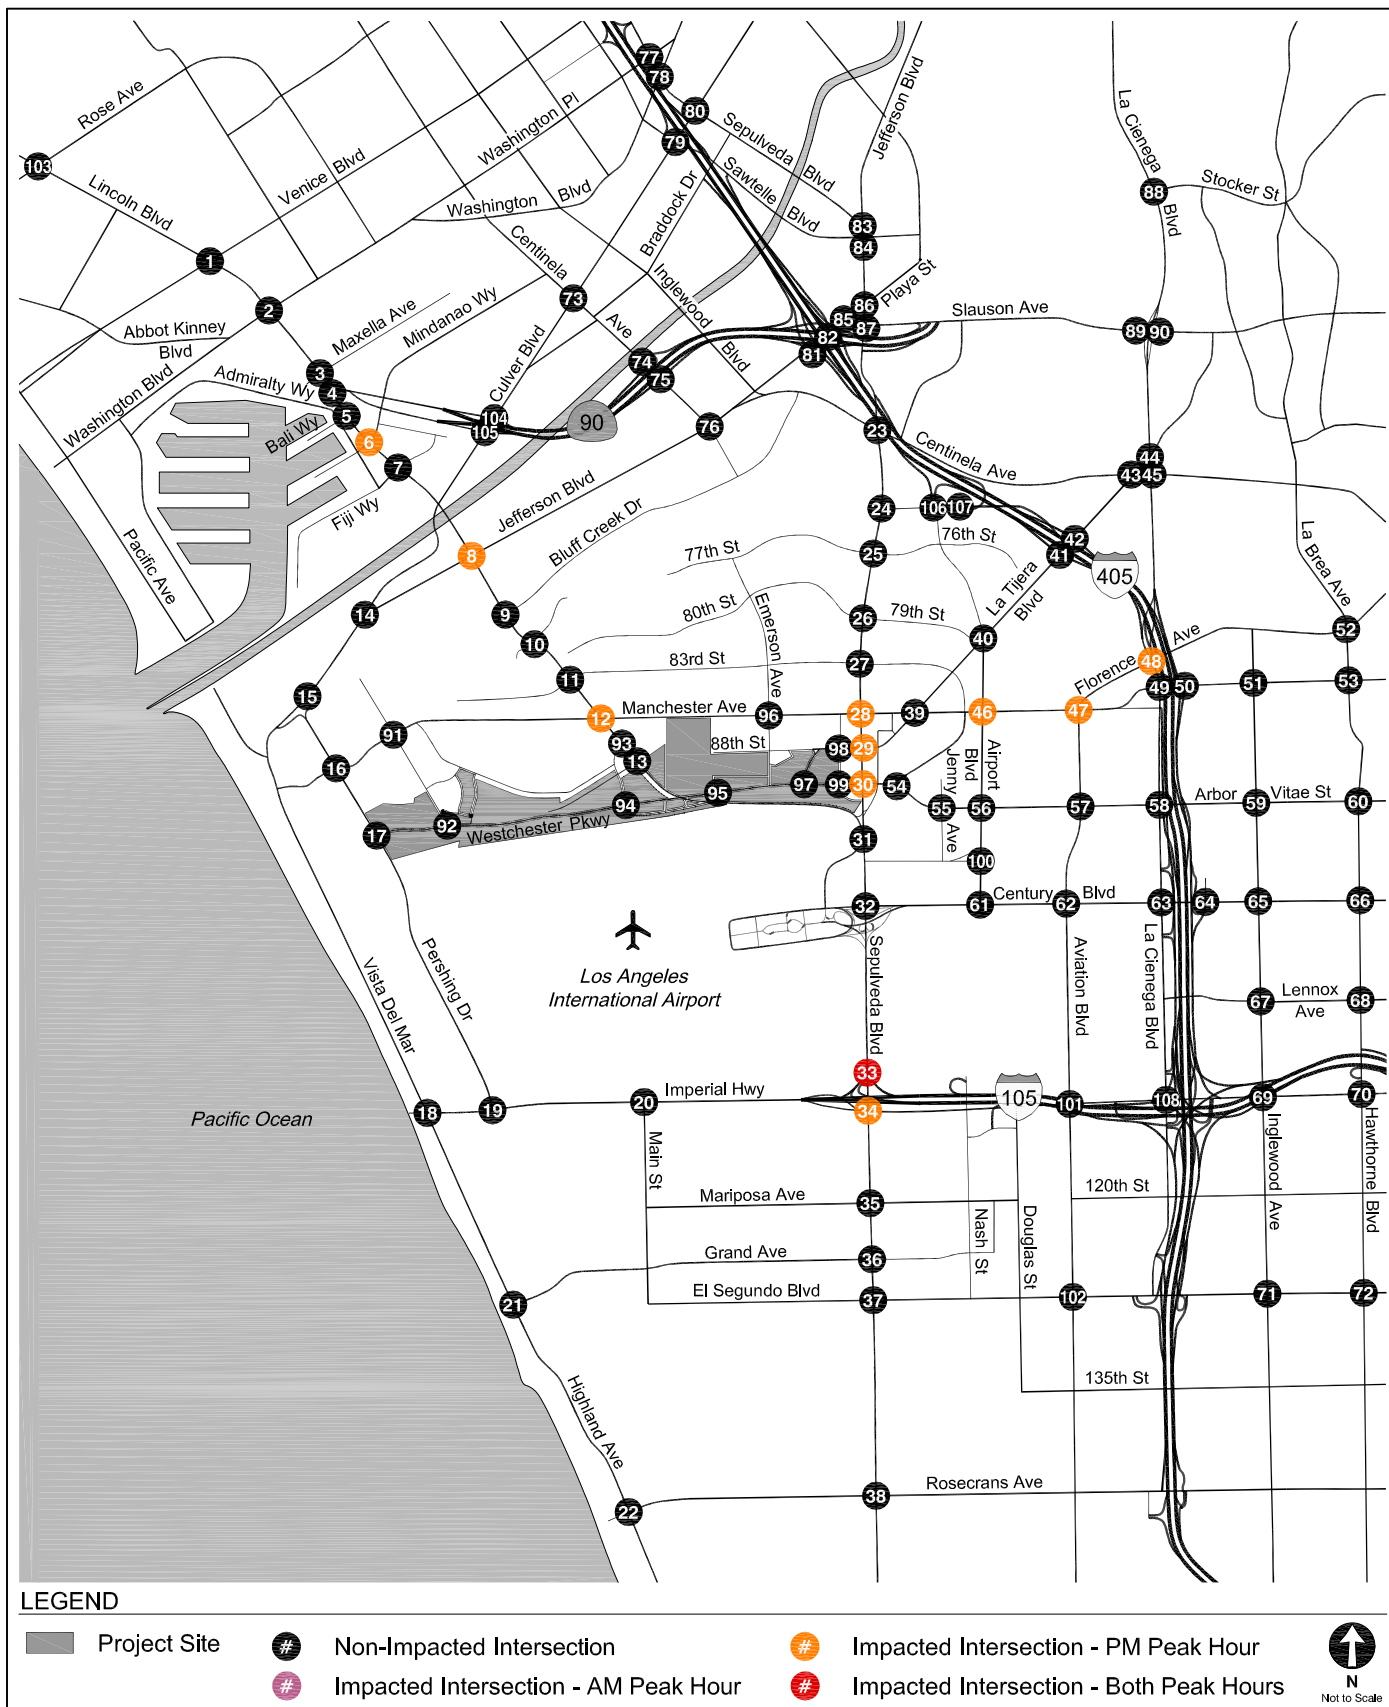 77
78
80
79
103
Rose Ave
Washington Pl
Venice Blvd
Lincoln Blvd
Washington Blvd
Sepulveda Blvd
Sawtelle Blvd
Jefferson Blvd
La Cienega Blvd
88
Stocker St
Braddock Dr
83
84
1
2
Centinela Ave
73
Inglewood Blvd
Playa St
86
85
87
82
81
Slauson Ave
89
90
Abbot Kinney
Blvd
Maxella Ave
Mindanao Wy
Culver Blvd
74
75
3
4
5
Admiralty Wy
Washington Blvd
Bali Wy
6
7
104
105
90
76
23
Centinela Ave
44
43
45
Fiji Wy
Jefferson Blvd
Bluff Creek Dr
24
106
107
Pacific Ave
8
77th St
25
76th St
42
41
405
La Brea Ave
14
9
10
80th St
Emerson Ave
26
79th St
La Tijera
Blvd
40
52
11
83rd St
27
Florence Ave
48
15
49
50
51
53
12
Manchester Ave
96
28
39
46
47
91
93
13
88th St
98
29
Airport
Blvd
Jenny
Ave
16
97
99
30
54
95
94
55
56
57
58
Arbor Vitae St
59
60
17
92
Westchester Pkwy
31
100
32
61
Century Blvd
62
63
64
65
66
Los Angeles
International Airport
Pershing Dr
Vista Del Mar
Sepulveda Blvd
Aviation Blvd
La Cienega Blvd
67
Lennox
Ave
68
33
Imperial Hwy
34
105
101
108
69
70
18
19
20
Pacific Ocean
Main St
Mariposa Ave
35
Nash St
Douglas St
120th St
Inglewood Ave
Hawthorne Blvd
Grand Ave
36
El Segundo Blvd
21
37
102
71
72
135th St
Highland Ave
Rosecrans Ave
22
38
LEGEND
Project Site
# Non-Impacted Intersection
# Impacted Intersection - PM Peak Hour
# Impacted Intersection - AM Peak Hour
# Impacted Intersection - Both Peak Hours
N
Not to Scale